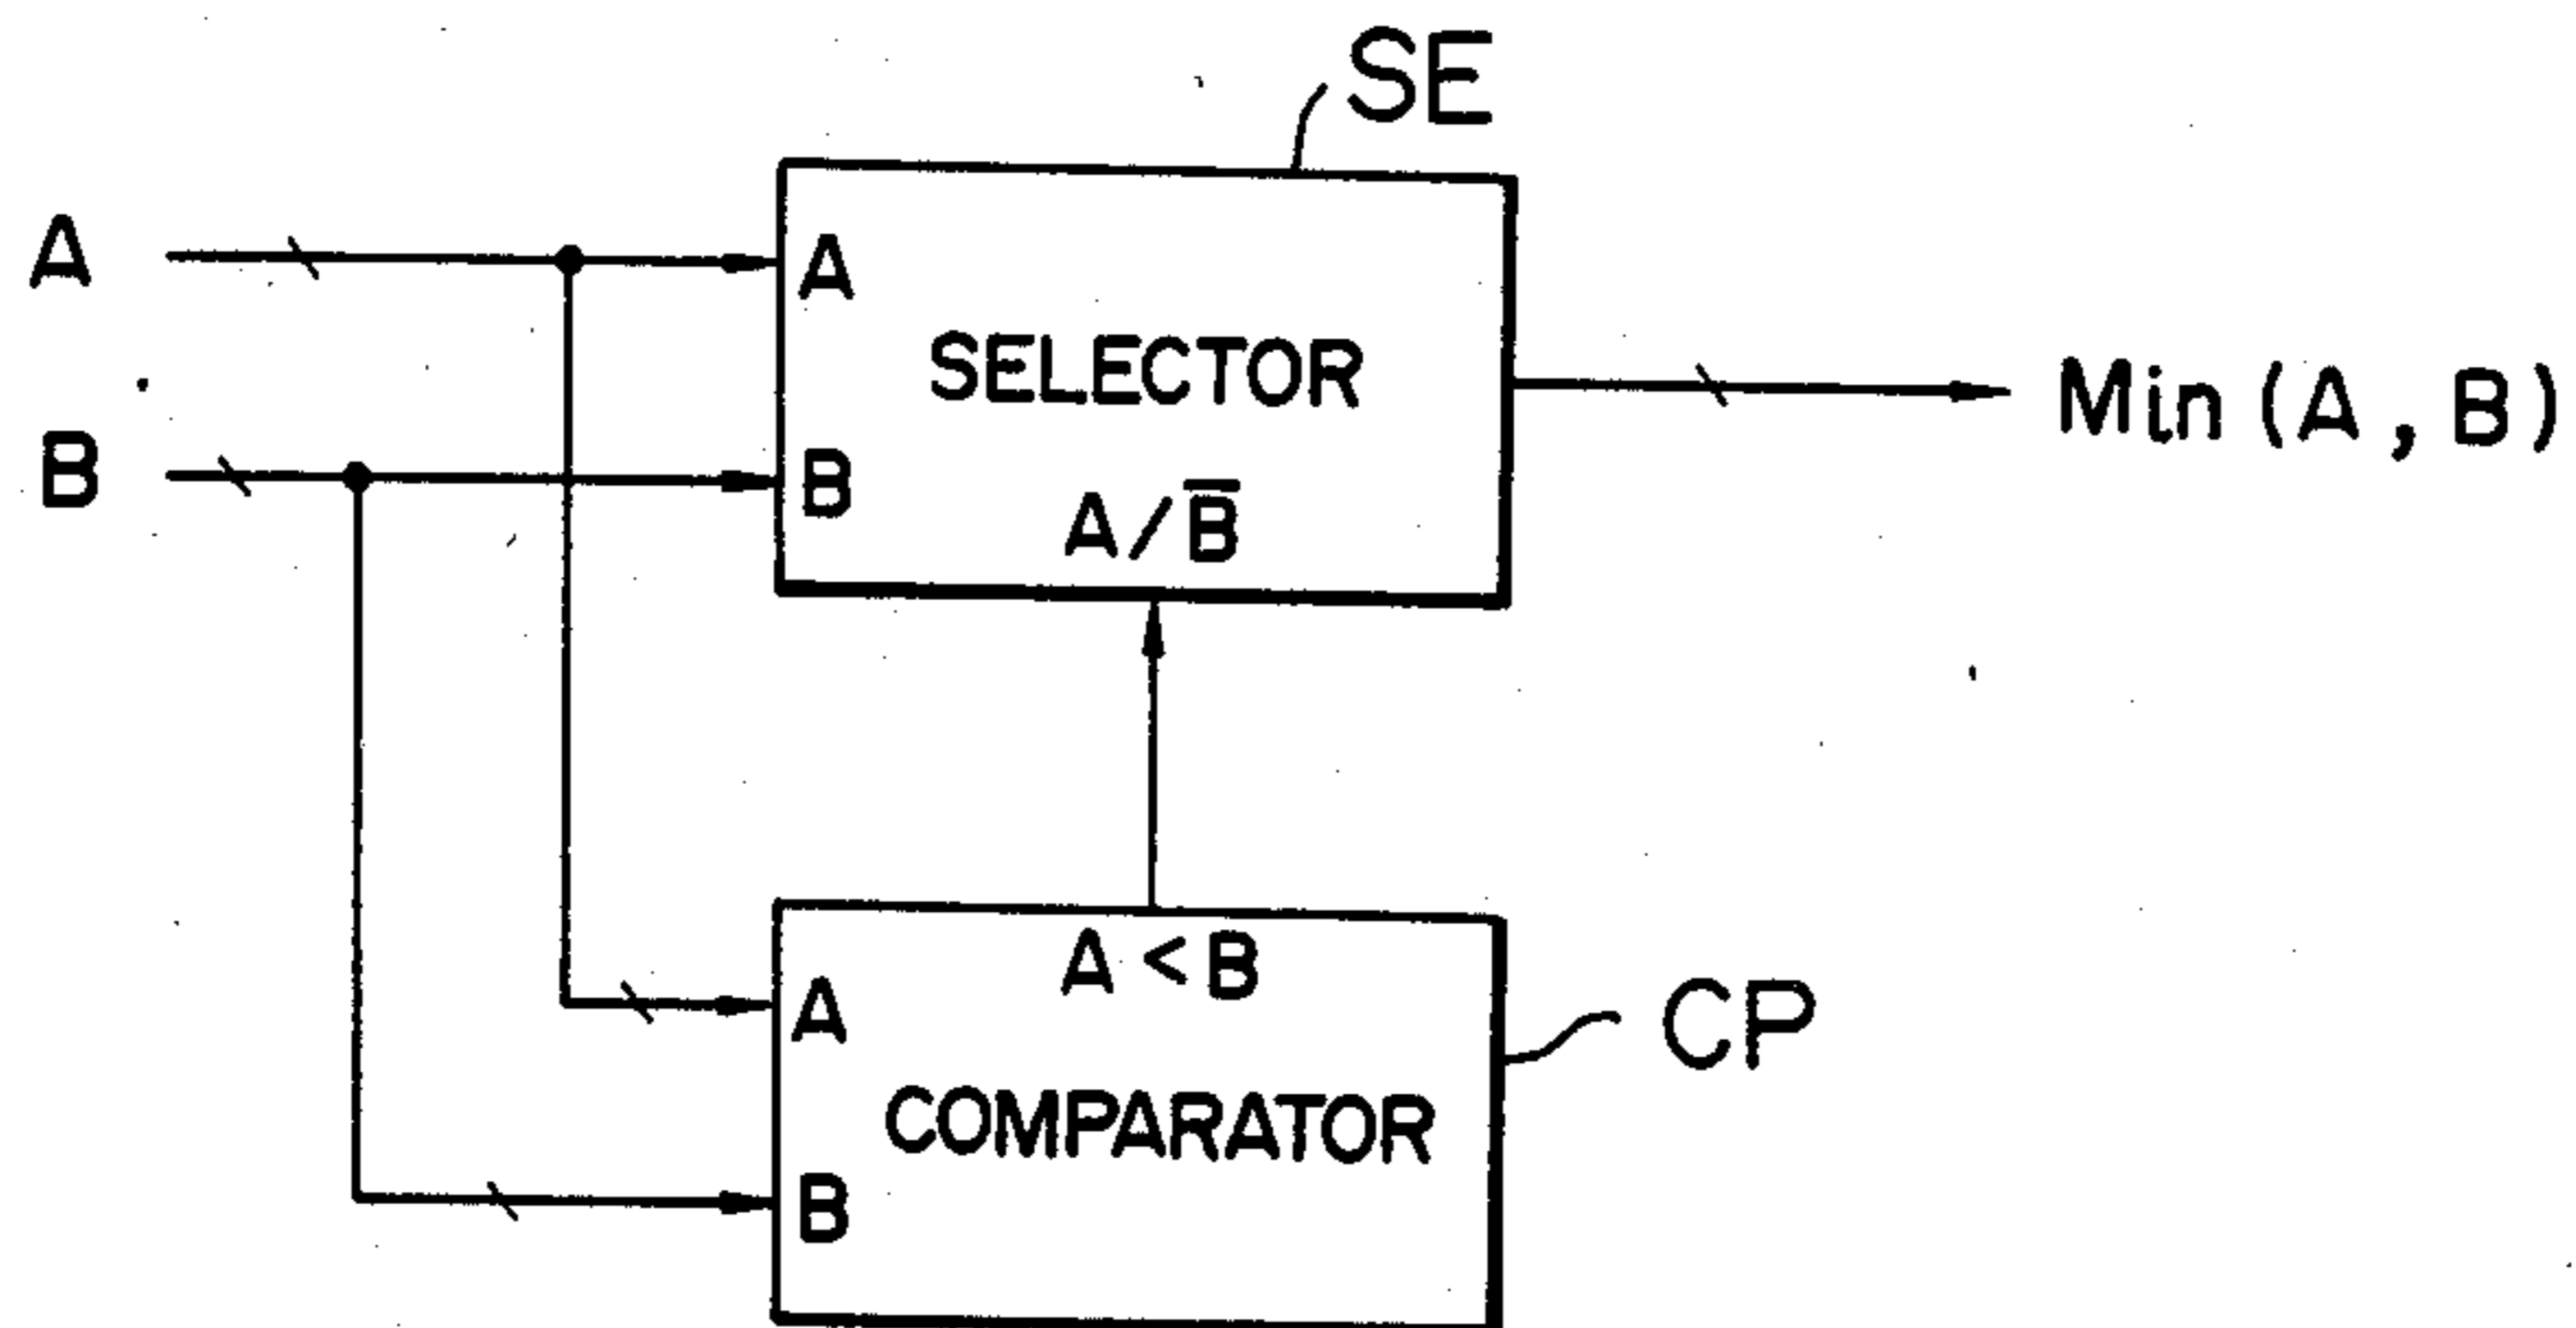 SE
A
A
SELECTOR
Min (A, B)
B
B
A/B̅
A < B
A
CP
COMPARATOR
B